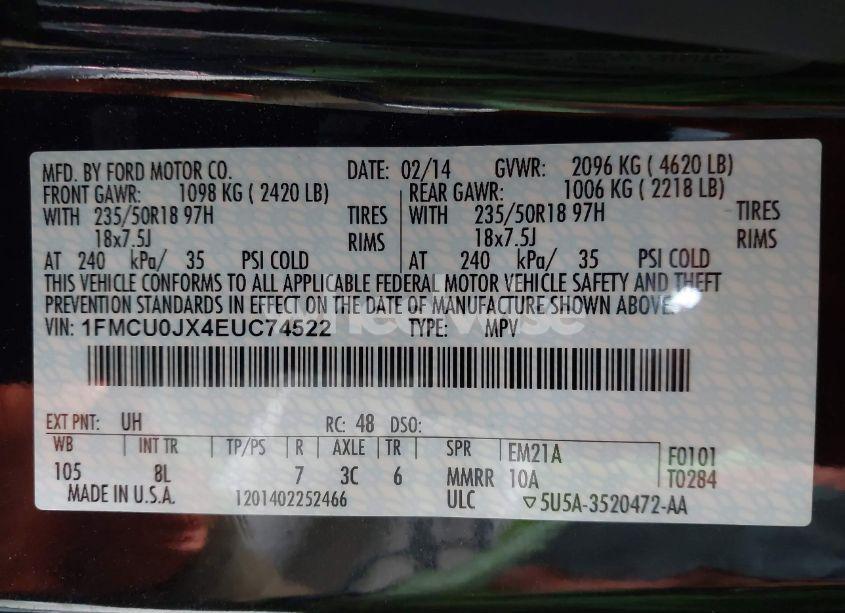 MFD. BY FORD MOTOR CO. DATE: 02/14 GVWR: 2096 KG ( 4620 LB)
FRONT GAWR: 1098 KG ( 2420 LB) REAR GAWR: 1006 KG ( 2218 LB)
WITH 235/50R18 97H TIRES WITH 235/50R18 97H TIRES
18x7.5J RIMS 18x7.5J RIMS
AT 240 kPa/ 35 PSI COLD AT 240 kPa/ 35 PSI COLD
THIS VEHICLE CONFORMS TO ALL APPLICABLE FEDERAL MOTOR VEHICLE SAFETY AND THEFT
PREVENTION STANDARDS IN EFFECT ON THE DATE OF MANUFACTURE SHOWN ABOVE.
VIN: 1FMCU0JX4EUC74522 TYPE: MPV
EXT PNT: UH RC: 48 DSO:
WB INT TR TP/PS R AXLE TR SPR EM21A F0101
105 8L 7 3C 6 MMRR 10A T0284
MADE IN U.S.A. 1201402252466 ULC ▽5U5A-3520472-AA